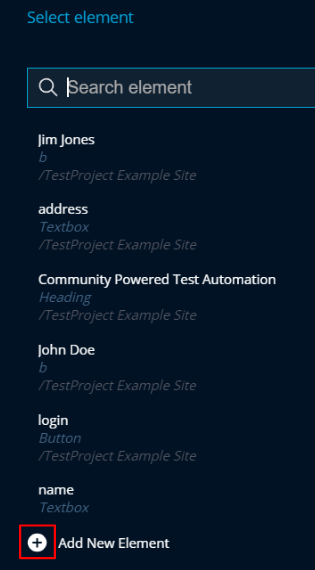 Select element
Search element
Jim Jones
b
/TestProject Example Site
address
Textbox
/TestProject Example Site
Community Powered Test Automation
Heading
/TestProject Example Site
John Doe
b
/TestProject Example Site
login
Button
/TestProject Example Site
name
Textbox
Add New Element